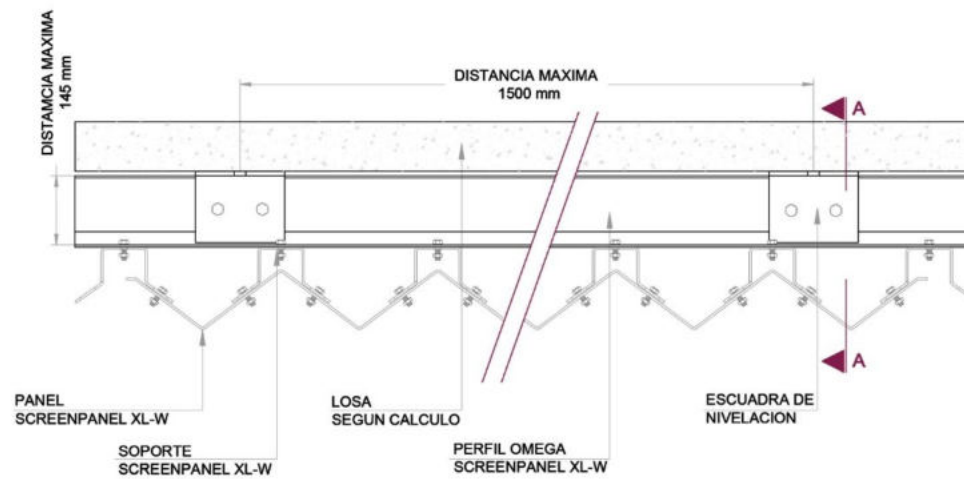 DISTAMCIA MAXIMA
145 mm
DISTANCIA MAXIMA
1500 mm
A
A
PANEL
SCREENPANEL XL-W
SOPORTE
SCREENPANEL XL-W
LOSA
SEGUN CALCULO
PERFIL OMEGA
SCREENPANEL XL-W
ESCUADRA DE
NIVELACION